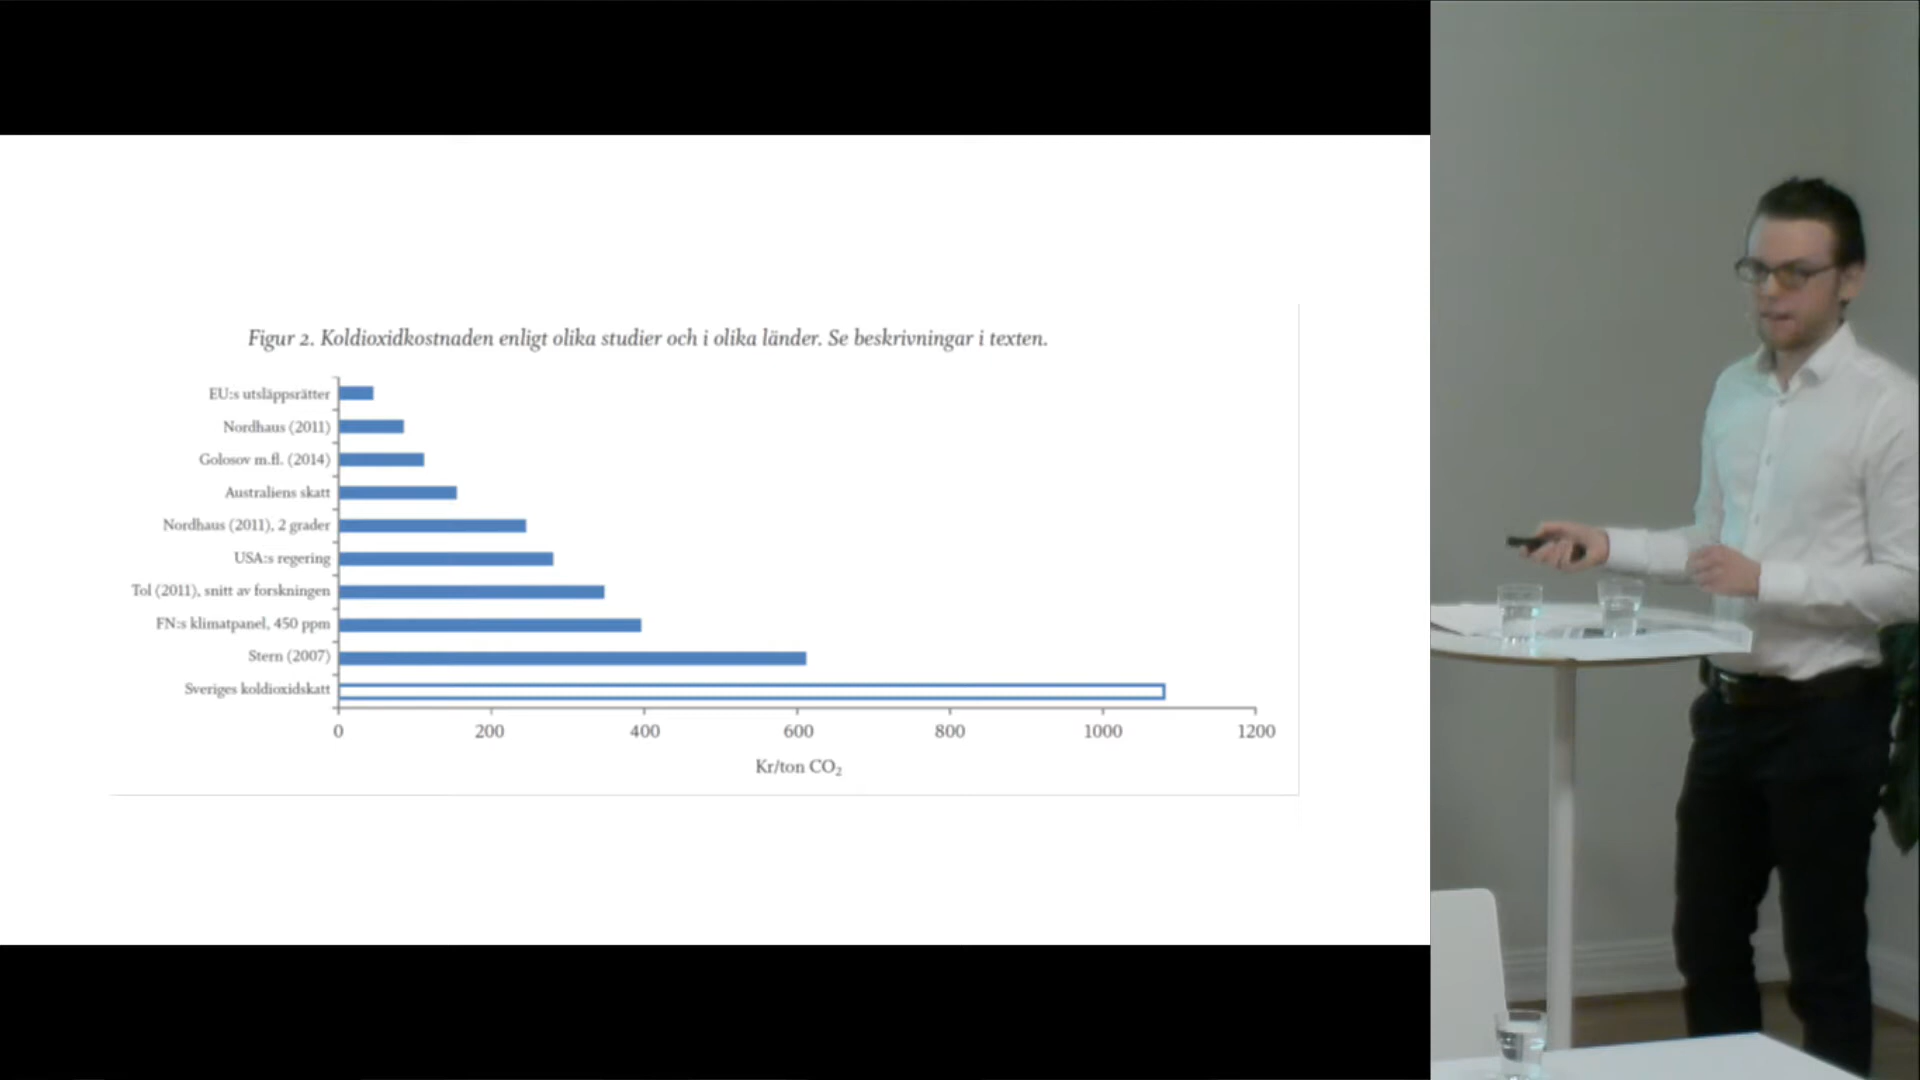 Figur 2. Koldioxidkostnaden enligt olika studier och i olika länder. Se beskrivningar i texten.
EU:s utsläppsrätter
Nordhaus (2011)
Golosov m.fl. (2014)
Australiens skatt
Nordhaus (2011), 2 grader
USA:s regering
Tol (2011), snitt av forskningen
FN:s klimatpanel, 450 ppm
Stern (2007)
Sveriges koldioxidskatt
0 200 400 600 800 1000 1200
Kr/ton CO₂